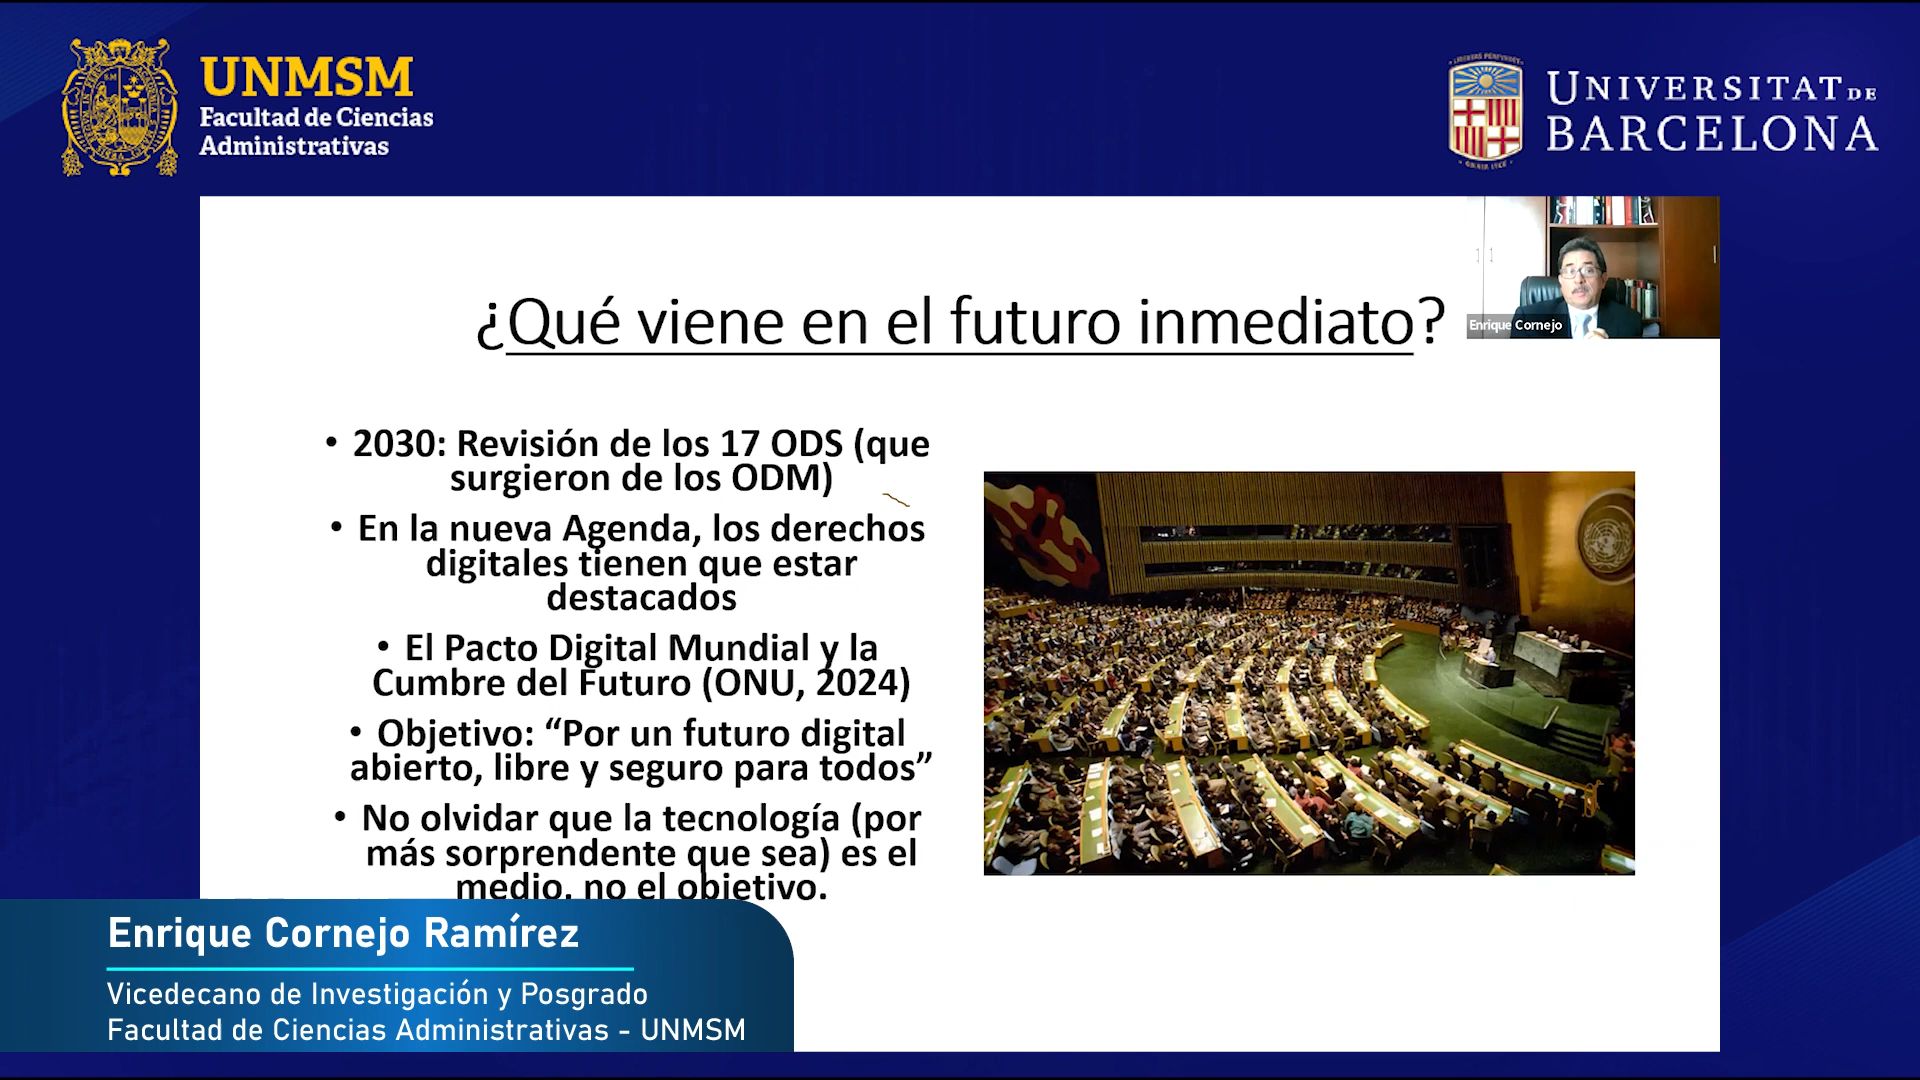 UNMSM
Facultad de Ciencias
Administrativas
UNIVERSITAT DE
BARCELONA
¿Qué viene en el futuro inmediato?
Enrique Cornejo
• 2030: Revisión de los 17 ODS (que
surgieron de los ODM)
• En la nueva Agenda, los derechos
digitales tienen que estar
destacados
• El Pacto Digital Mundial y la
Cumbre del Futuro (ONU, 2024)
• Objetivo: “Por un futuro digital
abierto, libre y seguro para todos”
• No olvidar que la tecnología (por
más sorprendente que sea) es el
medio, no el objetivo.
Enrique Cornejo Ramírez
Vicedecano de Investigación y Posgrado
Facultad de Ciencias Administrativas - UNMSM